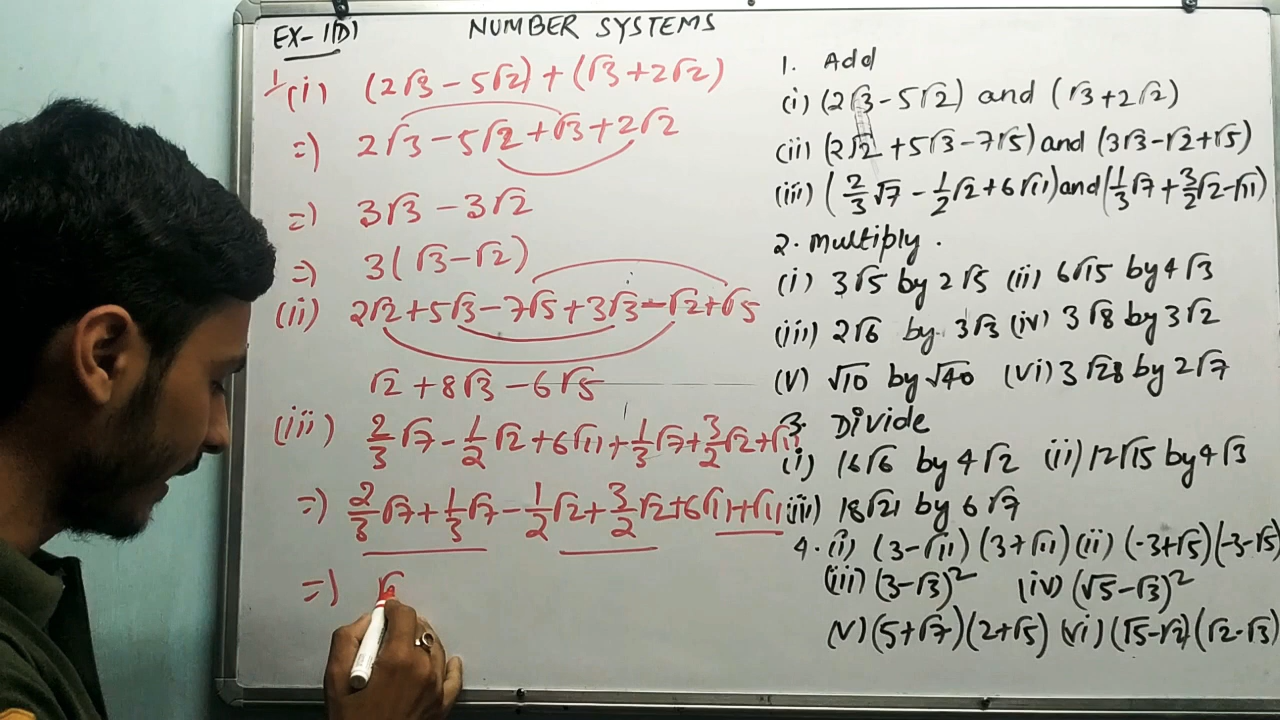 EX-1(D)
NUMBER SYSTEMS
1 (i) (2√3 - 5√2) + (√3 + 2√2)
=) 2√3 - 5√2 + √3 + 2√2
=) 3√3 - 3√2
=) 3(√3 - √2)
(ii) 2√2 + 5√3 - 7√5 + 3√3 - √2 + √5
√2 + 8√3 - 6√5
(iii) 2/3 √7 - 1/2 √2 + 6√11 + 1/3 √7 + 3/2 √2 + √11
=) 2/3 √7 + 1/3 √7 - 1/2 √2 + 3/2 √2 + 6√11 + √11
=)
1. Add
(i) (2√3 - 5√2) and (√3 + 2√2)
(ii) (2√2 + 5√3 - 7√5) and (3√3 - √2 + √5)
(iii) (2/3 √7 - 1/2 √2 + 6√11) and (1/3 √7 + 3/2 √2 - √11)
2. multiply.
(i) 3√5 by 2√5 (ii) 6√15 by 4√3
(iii) 2√6 by 3√3 (iv) 3√8 by 3√2
(v) √10 by √40 (vi) 3√28 by 2√7
3. Divide
(i) 16√6 by 4√2 (ii) 12√15 by 4√3
(iii) 18√21 by 6√7
4. (i) (3-√11) (3+√11) (ii) (-3+√5) (-3-√5)
(iii) (3-√3)² (iv) (√5-√3)²
(v) (5+√7) (2+√5) (vi) (√5-√2) (√2-√3)